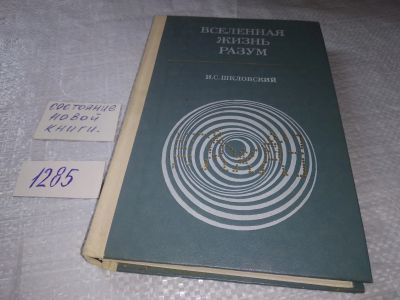 ВСЕЛЕННАЯ
ЖИЗНЬ
РАЗУМ
И.С.ШКЛОВСКИЙ
состояние
новой
книги.
1285